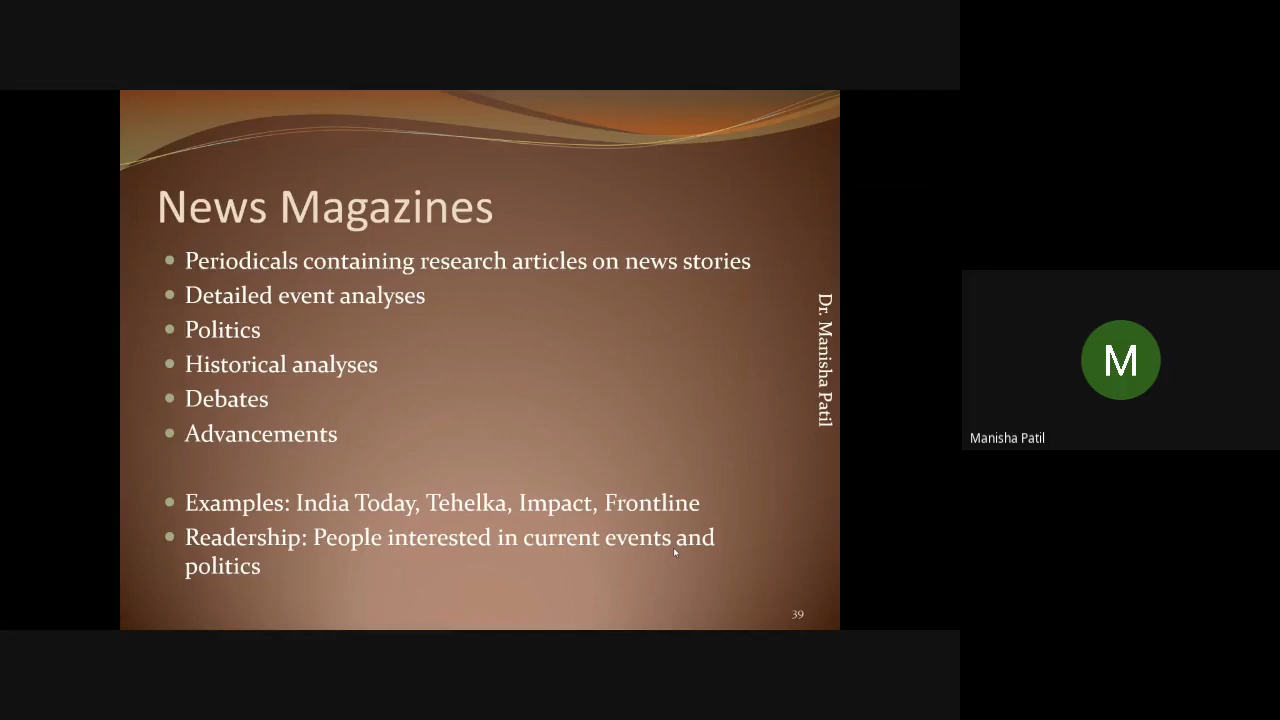 News Magazines
Periodicals containing research articles on news stories
Detailed event analyses
Politics
Historical analyses
Debates
Advancements
Examples: India Today, Tehelka, Impact, Frontline
Readership: People interested in current events and
politics
Dr. Manisha Patil
39
M
Manisha Patil